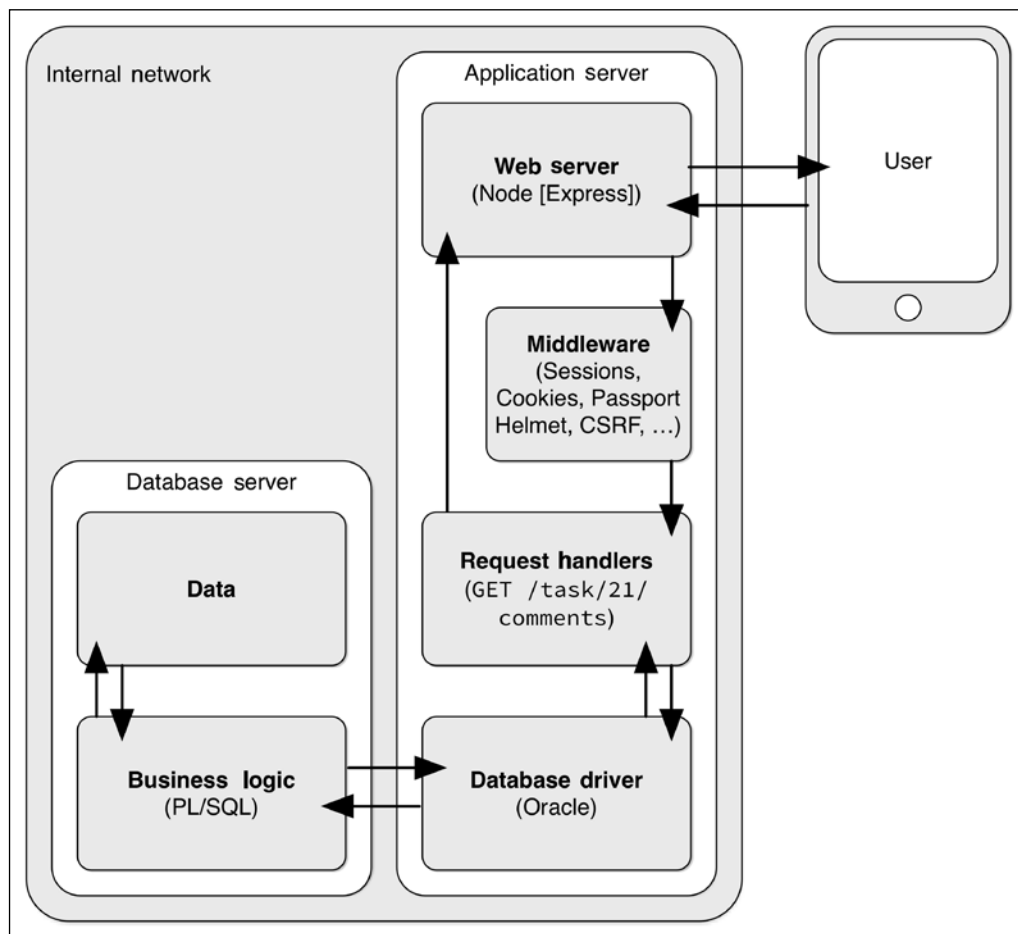 Internal network
Application server
Web server
(Node [Express])
User
Middleware
(Sessions,
Cookies, Passport
Helmet, CSRF, ...)
Database server
Data
Request handlers
(GET /task/21/
comments)
Business logic
(PL/SQL)
Database driver
(Oracle)